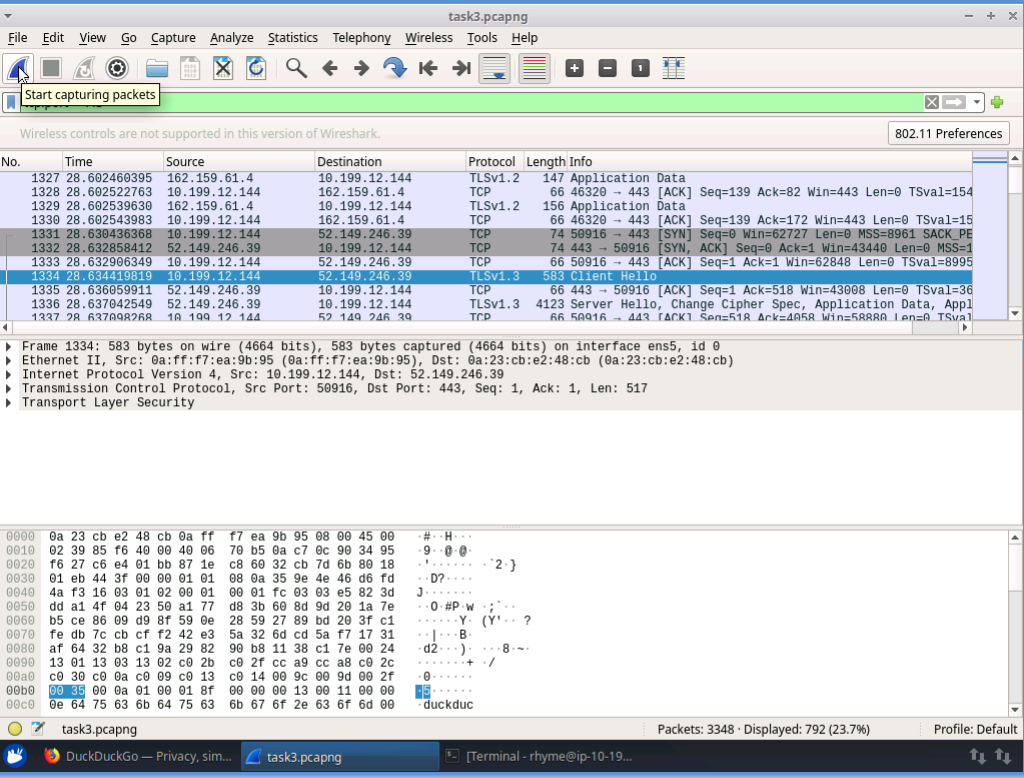 task3.pcapng
File Edit View Go Capture Analyze Statistics Telephony Wireless Tools Help
Start capturing packets
Wireless controls are not supported in this version of Wireshark.
802.11 Preferences
No. Time Source Destination Protocol Length Info
1327 28.602460395 162.159.61.4 10.199.12.144 TLSv1.2 147 Application Data
1328 28.602522763 10.199.12.144 162.159.61.4 TCP 66 46320 → 443 [ACK] Seq=139 Ack=82 Win=443 Len=0 TSval=154
1329 28.602539630 162.159.61.4 10.199.12.144 TLSv1.2 156 Application Data
1330 28.602543983 10.199.12.144 162.159.61.4 TCP 66 46320 → 443 [ACK] Seq=139 Ack=172 Win=443 Len=0 TSval=15
1331 28.630436368 10.199.12.144 52.149.246.39 TCP 74 50916 → 443 [SYN] Seq=0 Win=62727 Len=0 MSS=8961 SACK_PE
1332 28.632858412 52.149.246.39 10.199.12.144 TCP 74 443 → 50916 [SYN, ACK] Seq=0 Ack=1 Win=43440 Len=0 MSS=1
1333 28.632906349 10.199.12.144 52.149.246.39 TCP 66 50916 → 443 [ACK] Seq=1 Ack=1 Win=62848 Len=0 TSval=8995
1334 28.634419819 10.199.12.144 52.149.246.39 TLSv1.3 583 Client Hello
1335 28.636059911 52.149.246.39 10.199.12.144 TCP 66 443 → 50916 [ACK] Seq=1 Ack=518 Win=43008 Len=0 TSval=36
1336 28.637042549 52.149.246.39 10.199.12.144 TLSv1.3 4123 Server Hello, Change Cipher Spec, Application Data, Appl
1337 28.637098268 10.199.12.144 52.149.246.39 TCP 66 50916 → 443 [ACK] Seq=518 Ack=4058 Win=58880 Len=0 TSval
Frame 1334: 583 bytes on wire (4664 bits), 583 bytes captured (4664 bits) on interface ens5, id 0
Ethernet II, Src: 0a:ff:f7:ea:9b:95 (0a:ff:f7:ea:9b:95), Dst: 0a:23:cb:e2:48:cb (0a:23:cb:e2:48:cb)
Internet Protocol Version 4, Src: 10.199.12.144, Dst: 52.149.246.39
Transmission Control Protocol, Src Port: 50916, Dst Port: 443, Seq: 1, Ack: 1, Len: 517
Transport Layer Security
0000 0a 23 cb e2 48 cb 0a ff f7 ea 9b 95 08 00 45 00 ·#··H···
0010 02 39 85 f6 40 00 40 06 70 b5 0a c7 0c 90 34 95 ·9··@·@·
0020 f6 27 c6 e4 01 bb 87 1e c8 60 32 cb 7d 6b 80 18 ·'······ ·`2·}
0030 01 eb 44 3f 00 00 01 01 08 0a 35 9e 4e 46 d6 fd ··D?····
0040 4a f3 16 03 01 02 00 01 00 01 fc 03 03 e5 82 3d J·······
0050 dd a1 4f 04 23 50 a1 77 d8 3b 60 8d 9d 20 1a 7e ··O·#P·w ·;`··
0060 b5 ce 86 09 d9 8f 59 0e 28 59 27 89 bd 20 3f c1 ······Y· (Y'·· ?
0070 fe db 7c cb cf f2 42 e3 5a 32 6d cd 5a f7 17 31 ··|···B·
0080 af 64 32 b8 c1 9a 29 82 90 b8 11 38 c1 7e 00 24 ·d2···)· ···8·~·
0090 13 01 13 03 13 02 c0 2b c0 2f cc a9 cc a8 c0 2c ·······+ ·/
00a0 c0 30 c0 0a c0 09 c0 13 c0 14 00 9c 00 9d 00 2f ·0······
00b0 00 35 00 0a 01 00 01 8f 00 00 00 13 00 11 00 00 ·5······
00c0 0e 64 75 63 6b 64 75 63 6b 67 6f 2e 63 6f 6d 00 ·duckduc
task3.pcapng Packets: 3348 · Displayed: 792 (23.7%) Profile: Default
DuckDuckGo — Privacy, sim... task3.pcapng [Terminal - rhyme@ip-10-19...